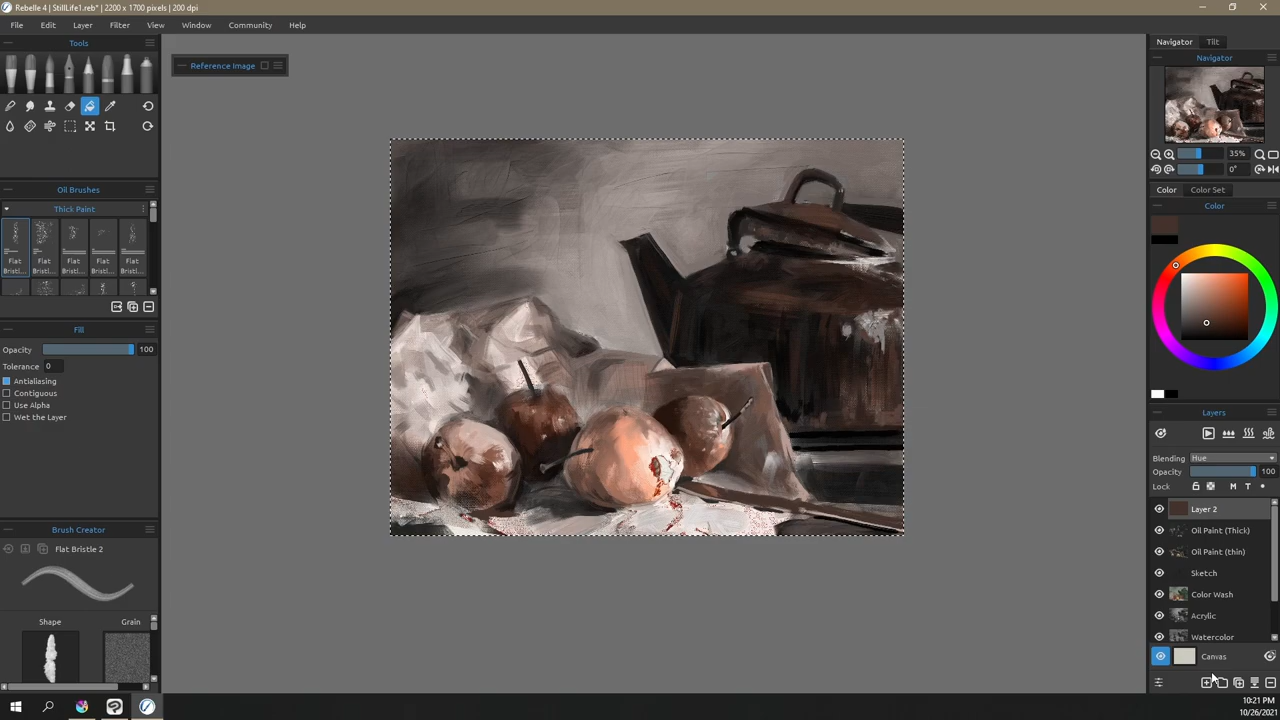 Rebelle 4 | StillLife1.reb* | 2200 x 1700 pixels | 200 dpi
File Edit Layer Filter View Window Community Help
Tools
Reference Image
Navigator Tilt
Navigator
35%
0°
Oil Brushes
Thick Paint
Flat Flat Flat Flat Flat
Bristl... Bristl... Bristl... Bristl... Bristl...
Color Color Set
Color
Fill
Opacity 100
Tolerance 0
Antialiasing
Contiguous
Use Alpha
Wet the Layer
Layers
Blending Hue
Opacity 100
Lock M T
Layer 2
Oil Paint (Thick)
Oil Paint (thin)
Sketch
Color Wash
Acrylic
Watercolor
Canvas
Brush Creator
Flat Bristle 2
Shape Grain
10:21 PM
10/26/2021